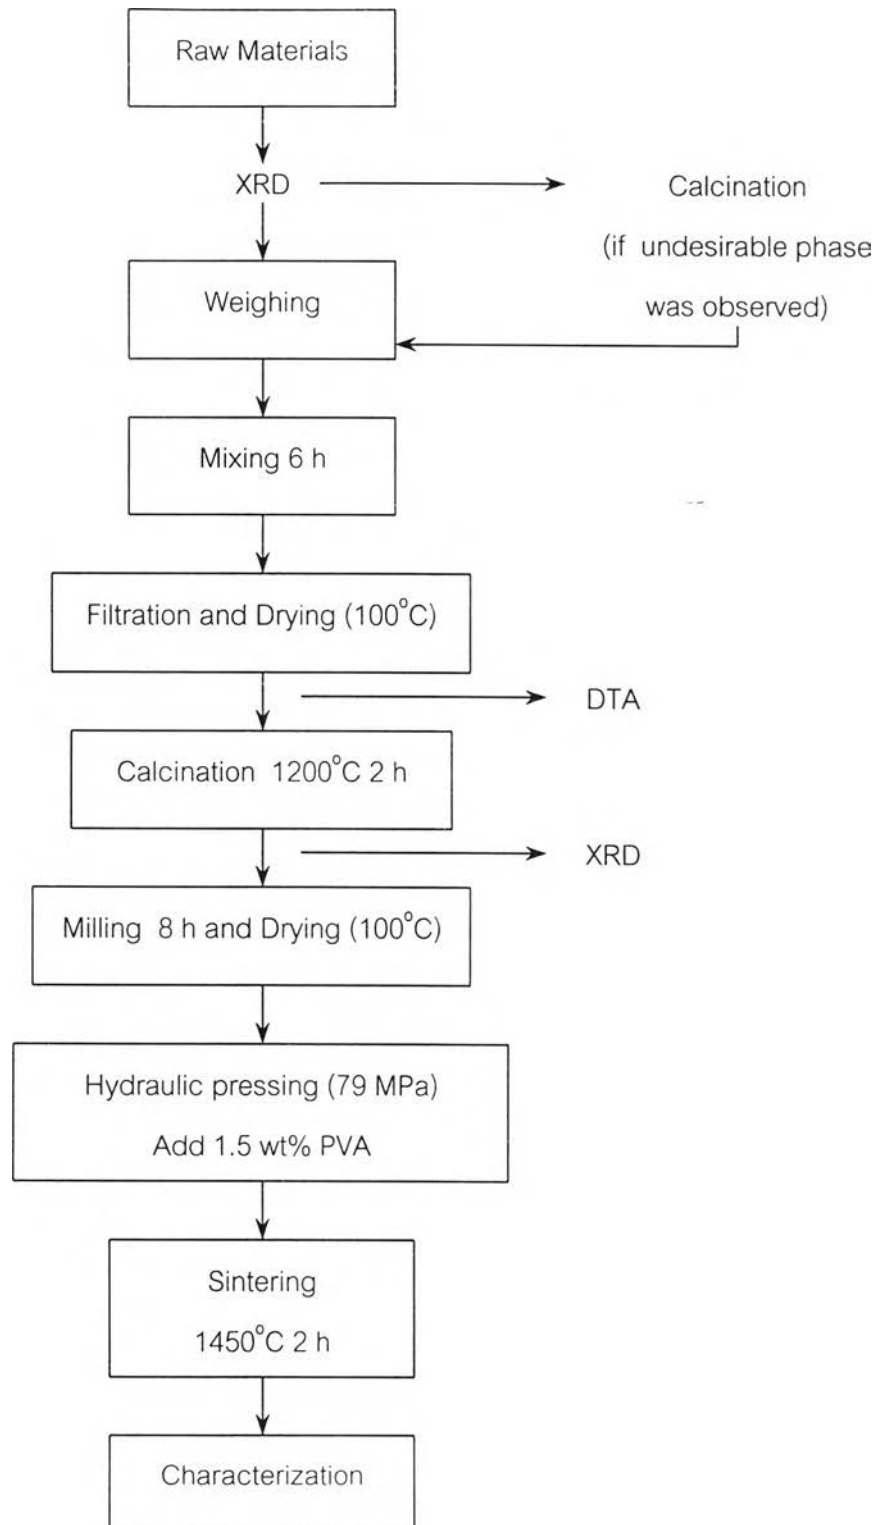 Raw Materials
XRD
Calcination
(if undesirable phase
was observed)
Weighing
Mixing 6 h
Filtration and Drying (100°C)
DTA
Calcination 1200°C 2 h
XRD
Milling 8 h and Drying (100°C)
Hydraulic pressing (79 MPa)
Add 1.5 wt% PVA
Sintering
1450°C 2 h
Characterization